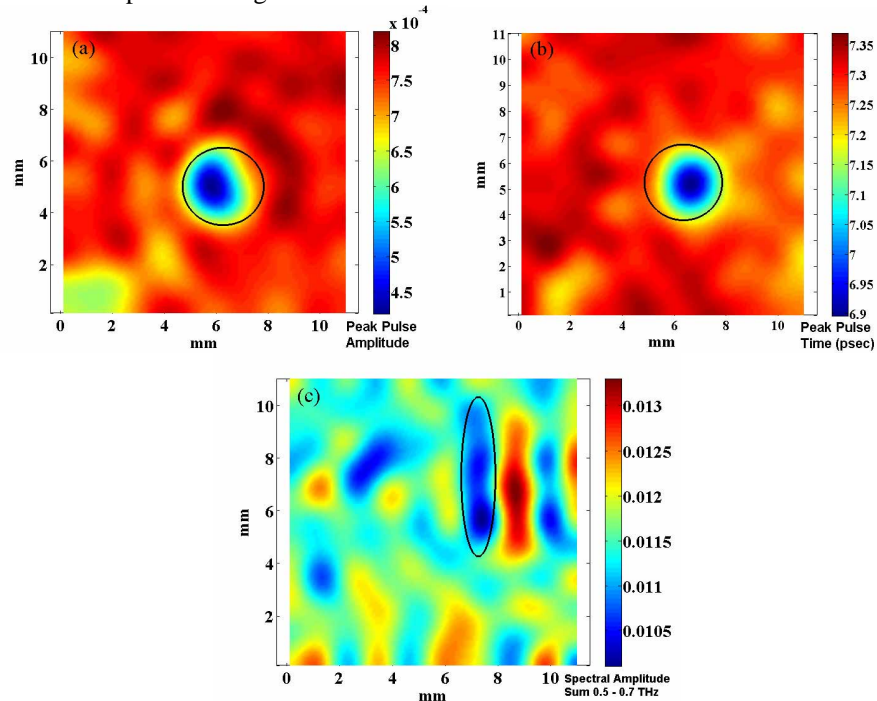 x 10⁻⁴
(a)
10
8
6
4
2
mm
0 2 4 6 8 10
mm
8
7.5
7
6.5
6
5.5
5
4.5
Peak Pulse
Amplitude
(b)
11
10
9
8
7
6
5
4
3
2
1
mm
0 2 4 6 8 10
mm
7.35
7.3
7.25
7.2
7.15
7.1
7.05
7
6.95
6.9
Peak Pulse
Time (psec)
(c)
10
8
6
4
2
mm
0 2 4 6 8 10
mm
0.013
0.0125
0.012
0.0115
0.011
0.0105
Spectral Amplitude
Sum 0.5 - 0.7 THz